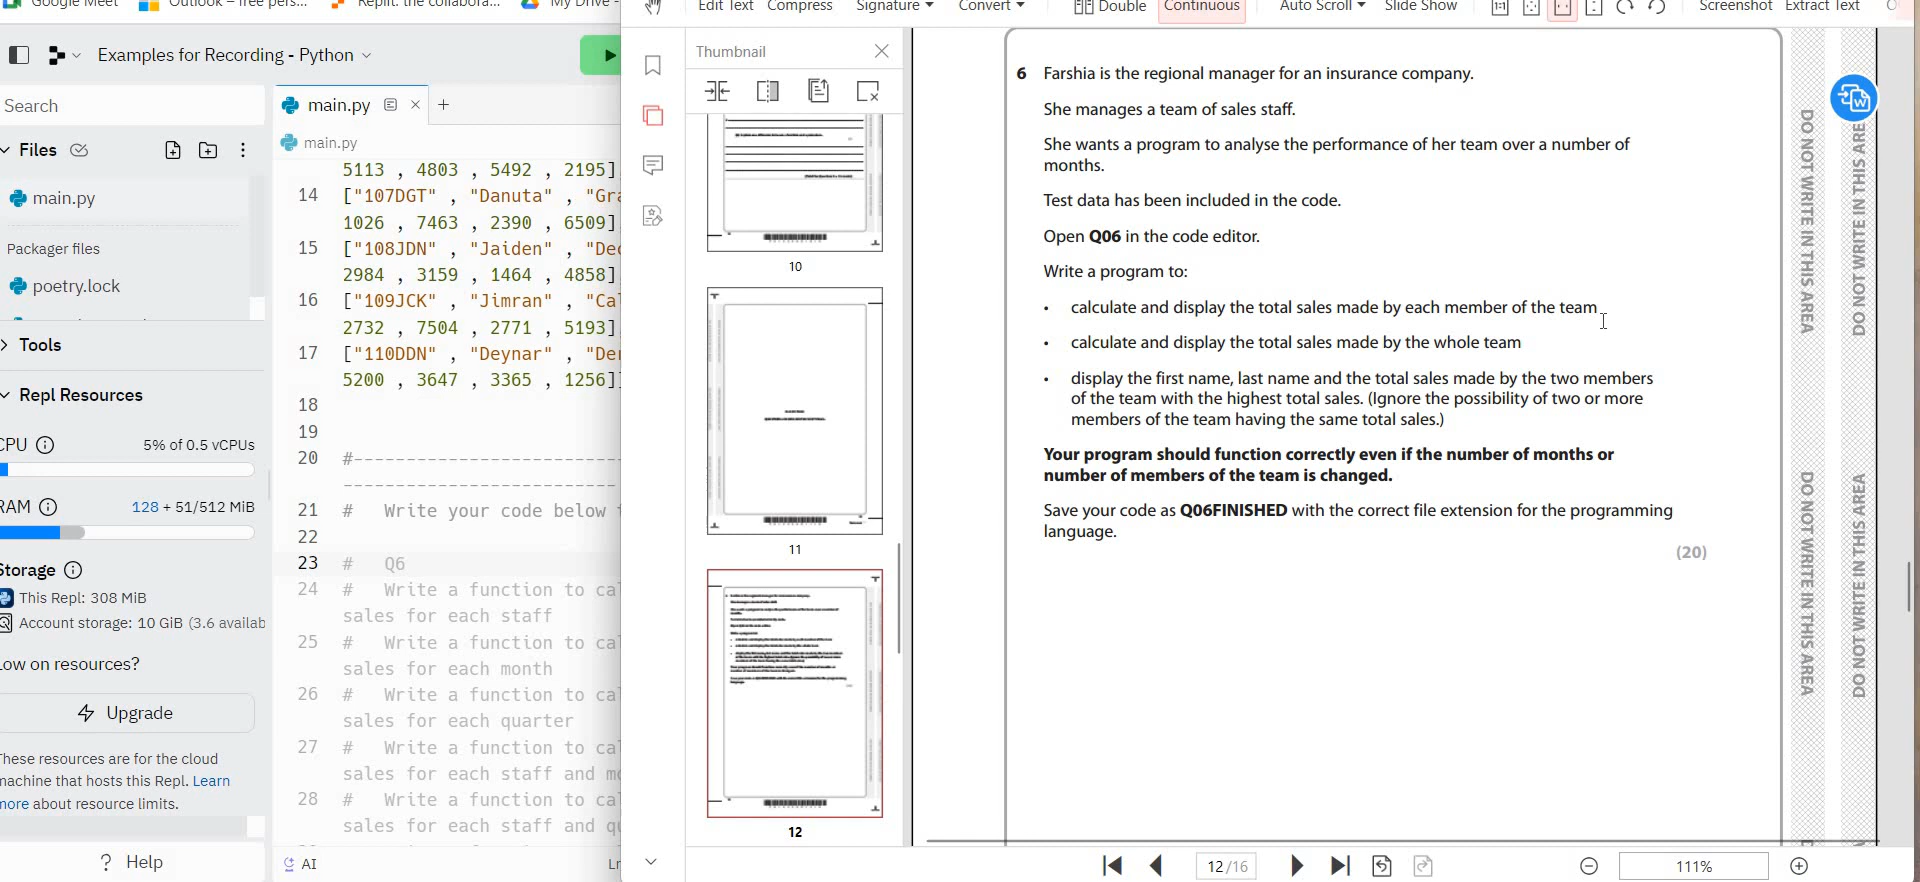 Google Meet
Outlook – free pers...
Replit: the collabora...
My Drive -
Examples for Recording - Python
Search
Files
main.py
Packager files
poetry.lock
Tools
Repl Resources
CPU
5% of 0.5 vCPUs
RAM
128 + 51/512 MiB
Storage
This Repl: 308 MiB
Account storage: 10 GiB (3.6 availab
Low on resources?
Upgrade
These resources are for the cloud
machine that hosts this Repl. Learn
more about resource limits.
? Help
main.py
main.py
5113 , 4803 , 5492 , 2195]
14 ["107DGT" , "Danuta" , "Gra
1026 , 7463 , 2390 , 6509]
15 ["108JDN" , "Jaiden" , "Dec
2984 , 3159 , 1464 , 4858]
16 ["109JCK" , "Jimran" , "Cal
2732 , 7504 , 2771 , 5193]
17 ["110DDN" , "Deynar" , "Der
5200 , 3647 , 3365 , 1256]]
18
19
20 #-------------------------
--------------------------
21 # Write your code below
22
23 # Q6
24 # Write a function to cal
sales for each staff
25 # Write a function to cal
sales for each month
26 # Write a function to cal
sales for each quarter
27 # Write a function to cal
sales for each staff and mo
28 # Write a function to cal
sales for each staff and qu
AI
Ln
Edit Text
Compress
Signature
Convert
Double
Continuous
Auto Scroll
Slide Show
Screenshot
Extract Text
Thumbnail
10
11
12
6 Farshia is the regional manager for an insurance company.
She manages a team of sales staff.
She wants a program to analyse the performance of her team over a number of
months.
Test data has been included in the code.
Open Q06 in the code editor.
Write a program to:
• calculate and display the total sales made by each member of the team
• calculate and display the total sales made by the whole team
• display the first name, last name and the total sales made by the two members
of the team with the highest total sales. (Ignore the possibility of two or more
members of the team having the same total sales.)
Your program should function correctly even if the number of months or
number of members of the team is changed.
Save your code as Q06FINISHED with the correct file extension for the programming
language.
(20)
DO NOT WRITE IN THIS AREA
DO NOT WRITE IN THIS AREA
DO NOT WRITE IN THIS ARE
DO NOT WRITE IN THIS AREA
12 /16
111%